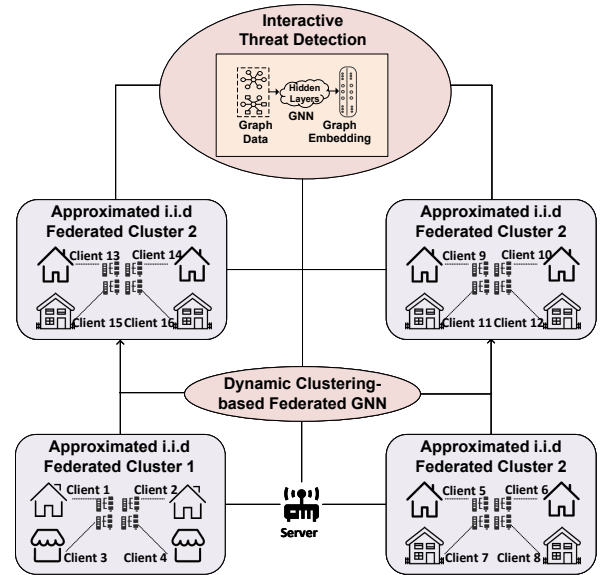 Interactive
Threat Detection
Hidden
Layers
GNN
Graph
Data
Graph
Embedding
Approximated i.i.d
Federated Cluster 2
Client 13
Client 14
Client 15
Client 16
Approximated i.i.d
Federated Cluster 2
Client 9
Client 10
Client 11
Client 12
Dynamic Clustering-
based Federated GNN
Approximated i.i.d
Federated Cluster 1
Client 1
Client 2
Client 3
Client 4
Server
Approximated i.i.d
Federated Cluster 2
Client 5
Client 6
Client 7
Client 8